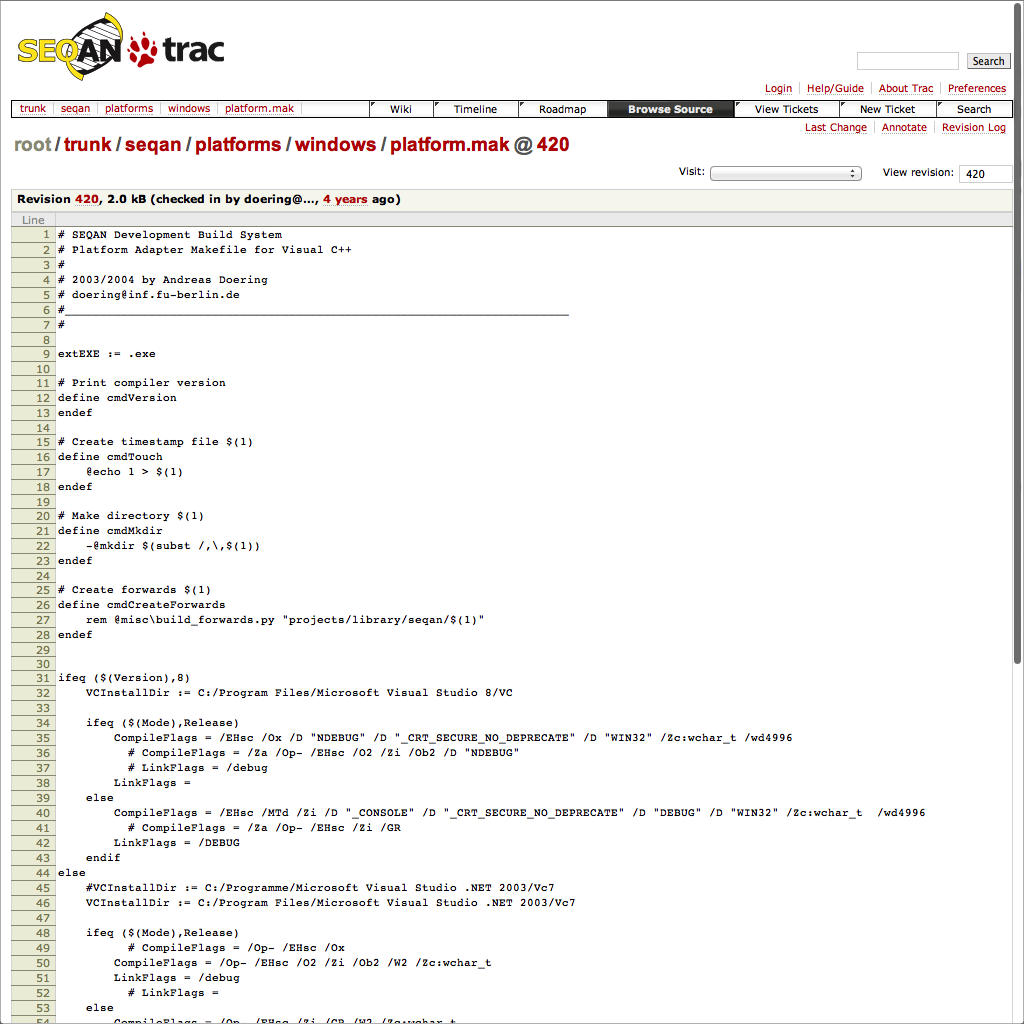 SEQAN trac
Search
Login Help/Guide About Trac Preferences
trunk seqan platforms windows platform.mak Wiki Timeline Roadmap Browse Source View Tickets New Ticket Search
Last Change Annotate Revision Log
root / trunk / seqan / platforms / windows / platform.mak @ 420
Visit: View revision: 420
Revision 420, 2.0 kB (checked in by doering@..., 4 years ago)
Line
1 # SEQAN Development Build System
2 # Platform Adapter Makefile for Visual C++
3 #
4 # 2003/2004 by Andreas Doering
5 # doering@inf.fu-berlin.de
6 #________________________________________________________________________
7 #
8
9 extEXE := .exe
10
11 # Print compiler version
12 define cmdVersion
13 endef
14
15 # Create timestamp file $(1)
16 define cmdTouch
17     @echo 1 > $(1)
18 endef
19
20 # Make directory $(1)
21 define cmdMkdir
22     -@mkdir $(subst /,\,$(1))
23 endef
24
25 # Create forwards $(1)
26 define cmdCreateForwards
27     rem @misc\build_forwards.py "projects/library/seqan/$(1)"
28 endef
29
30
31 ifeq ($(Version),8)
32     VCInstallDir := C:/Program Files/Microsoft Visual Studio 8/VC
33
34     ifeq ($(Mode),Release)
35         CompileFlags = /EHsc /Ox /D "NDEBUG" /D "_CRT_SECURE_NO_DEPRECATE" /D "WIN32" /Zc:wchar_t /wd4996
36           # CompileFlags = /Za /Op- /EHsc /O2 /Zi /Ob2 /D "NDEBUG"
37           # LinkFlags = /debug
38         LinkFlags =
39     else
40         CompileFlags = /EHsc /MTd /Zi /D "_CONSOLE" /D "_CRT_SECURE_NO_DEPRECATE" /D "DEBUG" /D "WIN32" /Zc:wchar_t  /wd4996
41           # CompileFlags = /Za /Op- /EHsc /Zi /GR
42         LinkFlags = /DEBUG
43     endif
44 else
45     #VCInstallDir := C:/Programme/Microsoft Visual Studio .NET 2003/Vc7
46     VCInstallDir := C:/Program Files/Microsoft Visual Studio .NET 2003/Vc7
47
48     ifeq ($(Mode),Release)
49           # CompileFlags = /Op- /EHsc /Ox
50         CompileFlags = /Op- /EHsc /O2 /Zi /Ob2 /W2 /Zc:wchar_t
51         LinkFlags = /debug
52           # LinkFlags =
53     else
54         CompileFlags = /Op- /EHsc /Zi /GR /W2 /Zc:wchar_t